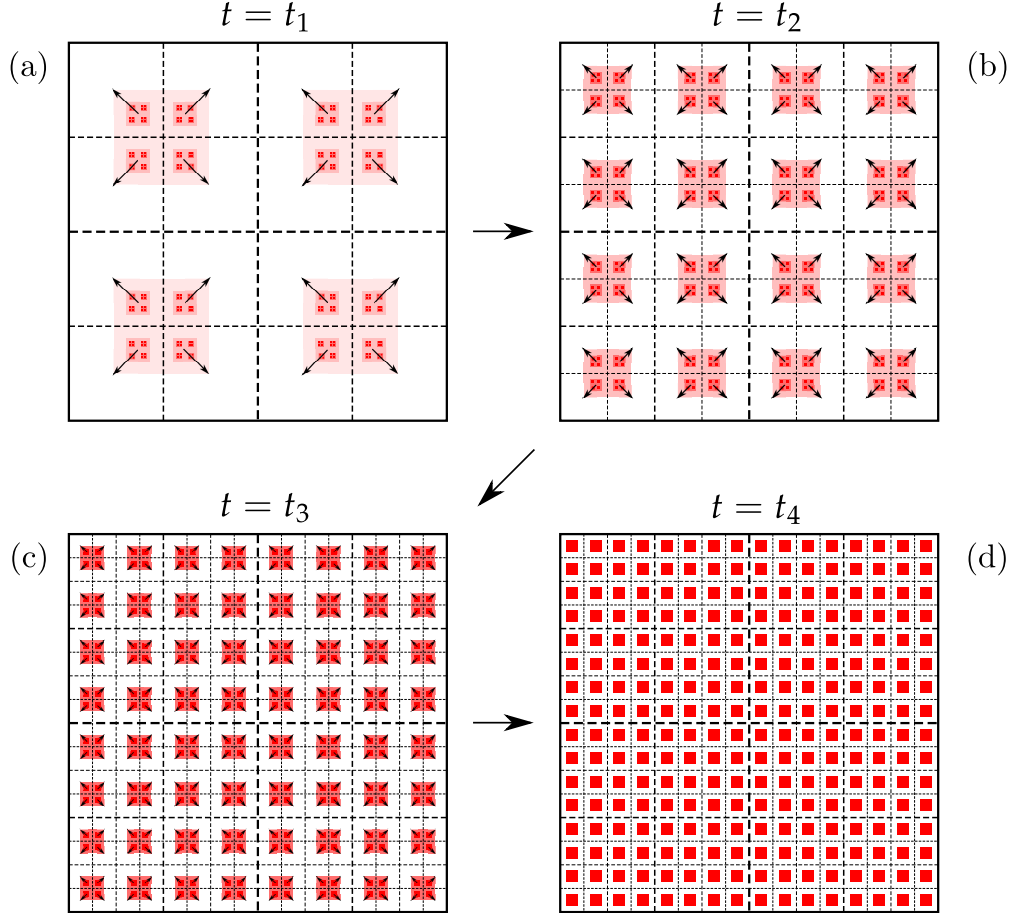 t = t₁
(a)
t = t₂
(b)
t = t₃
(c)
t = t₄
(d)